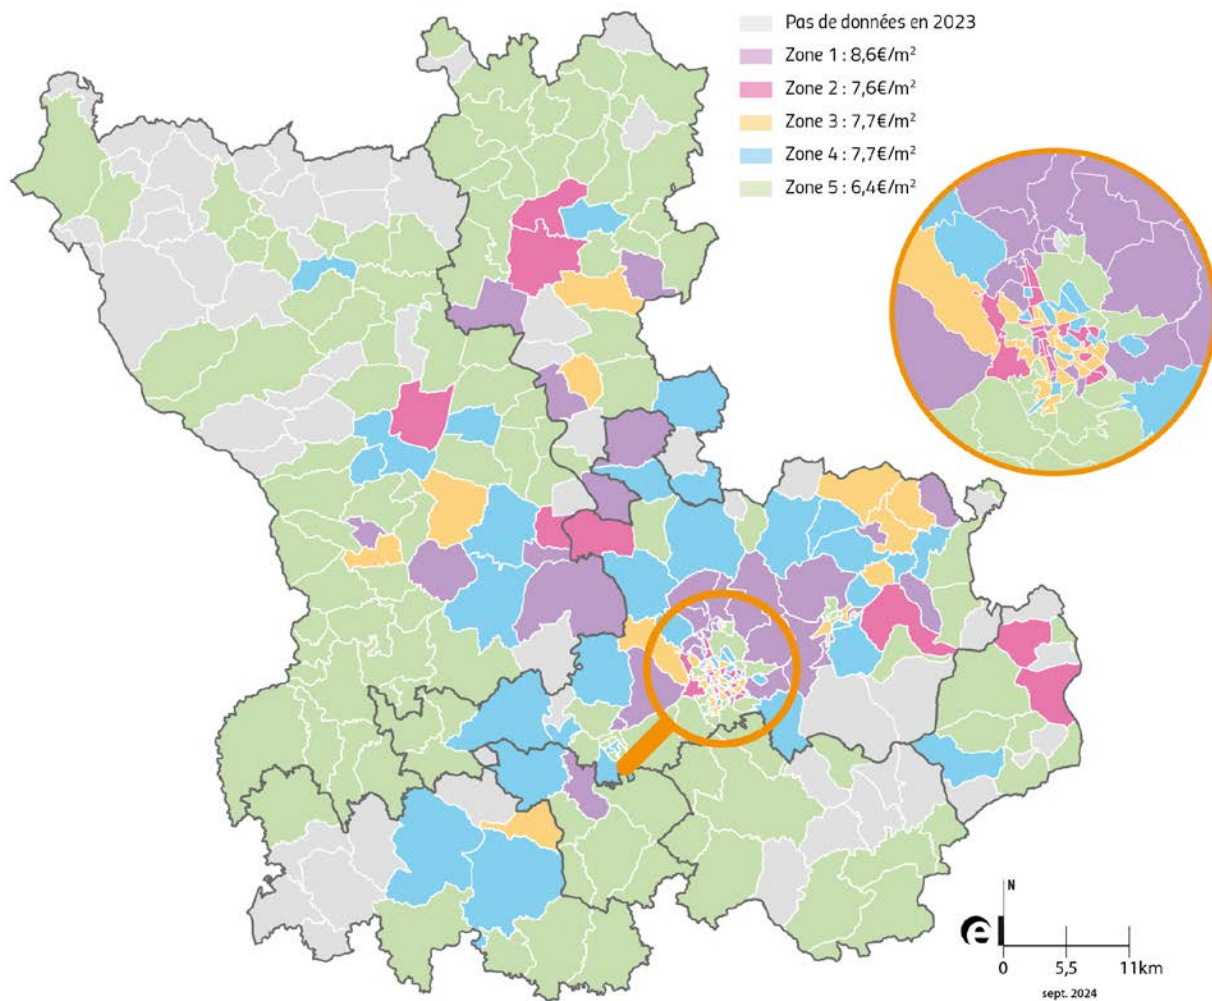 Pas de données en 2023
Zone 1 : 8,6€/m²
Zone 2 : 7,6€/m²
Zone 3 : 7,7€/m²
Zone 4 : 7,7€/m²
Zone 5 : 6,4€/m²
N
el
0 5,5 11km
sept. 2024